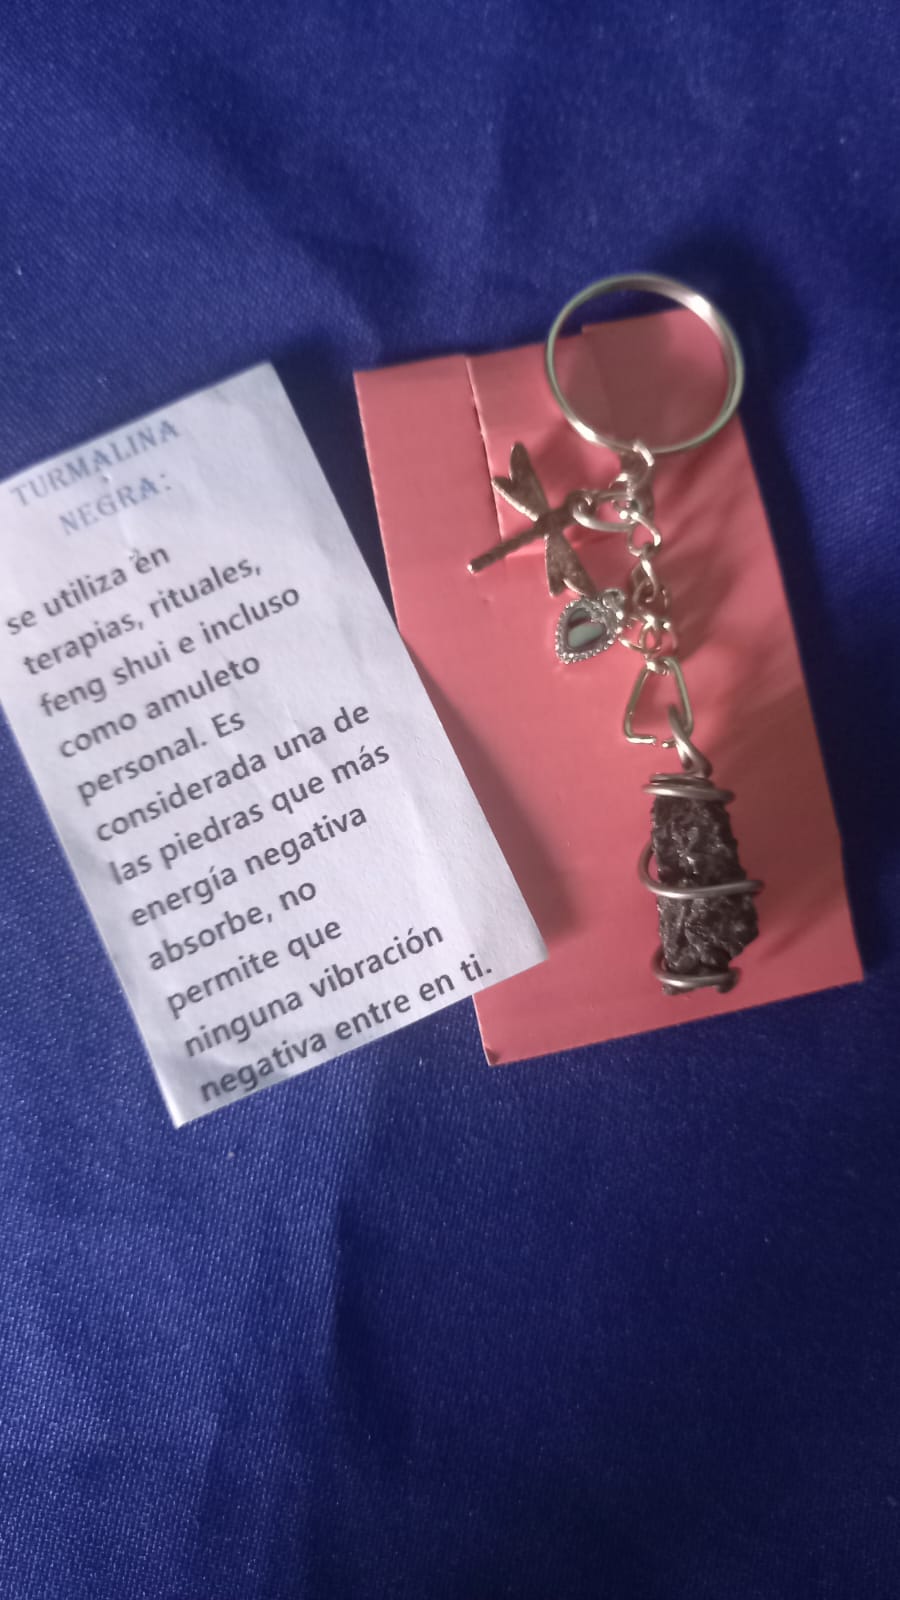 TURMALINA
NEGRA:
se utiliza en
terapias, rituales,
feng shui e incluso
como amuleto
personal. Es
considerada una de
las piedras que más
energía negativa
absorbe, no
permite que
ninguna vibración
negativa entre en ti.